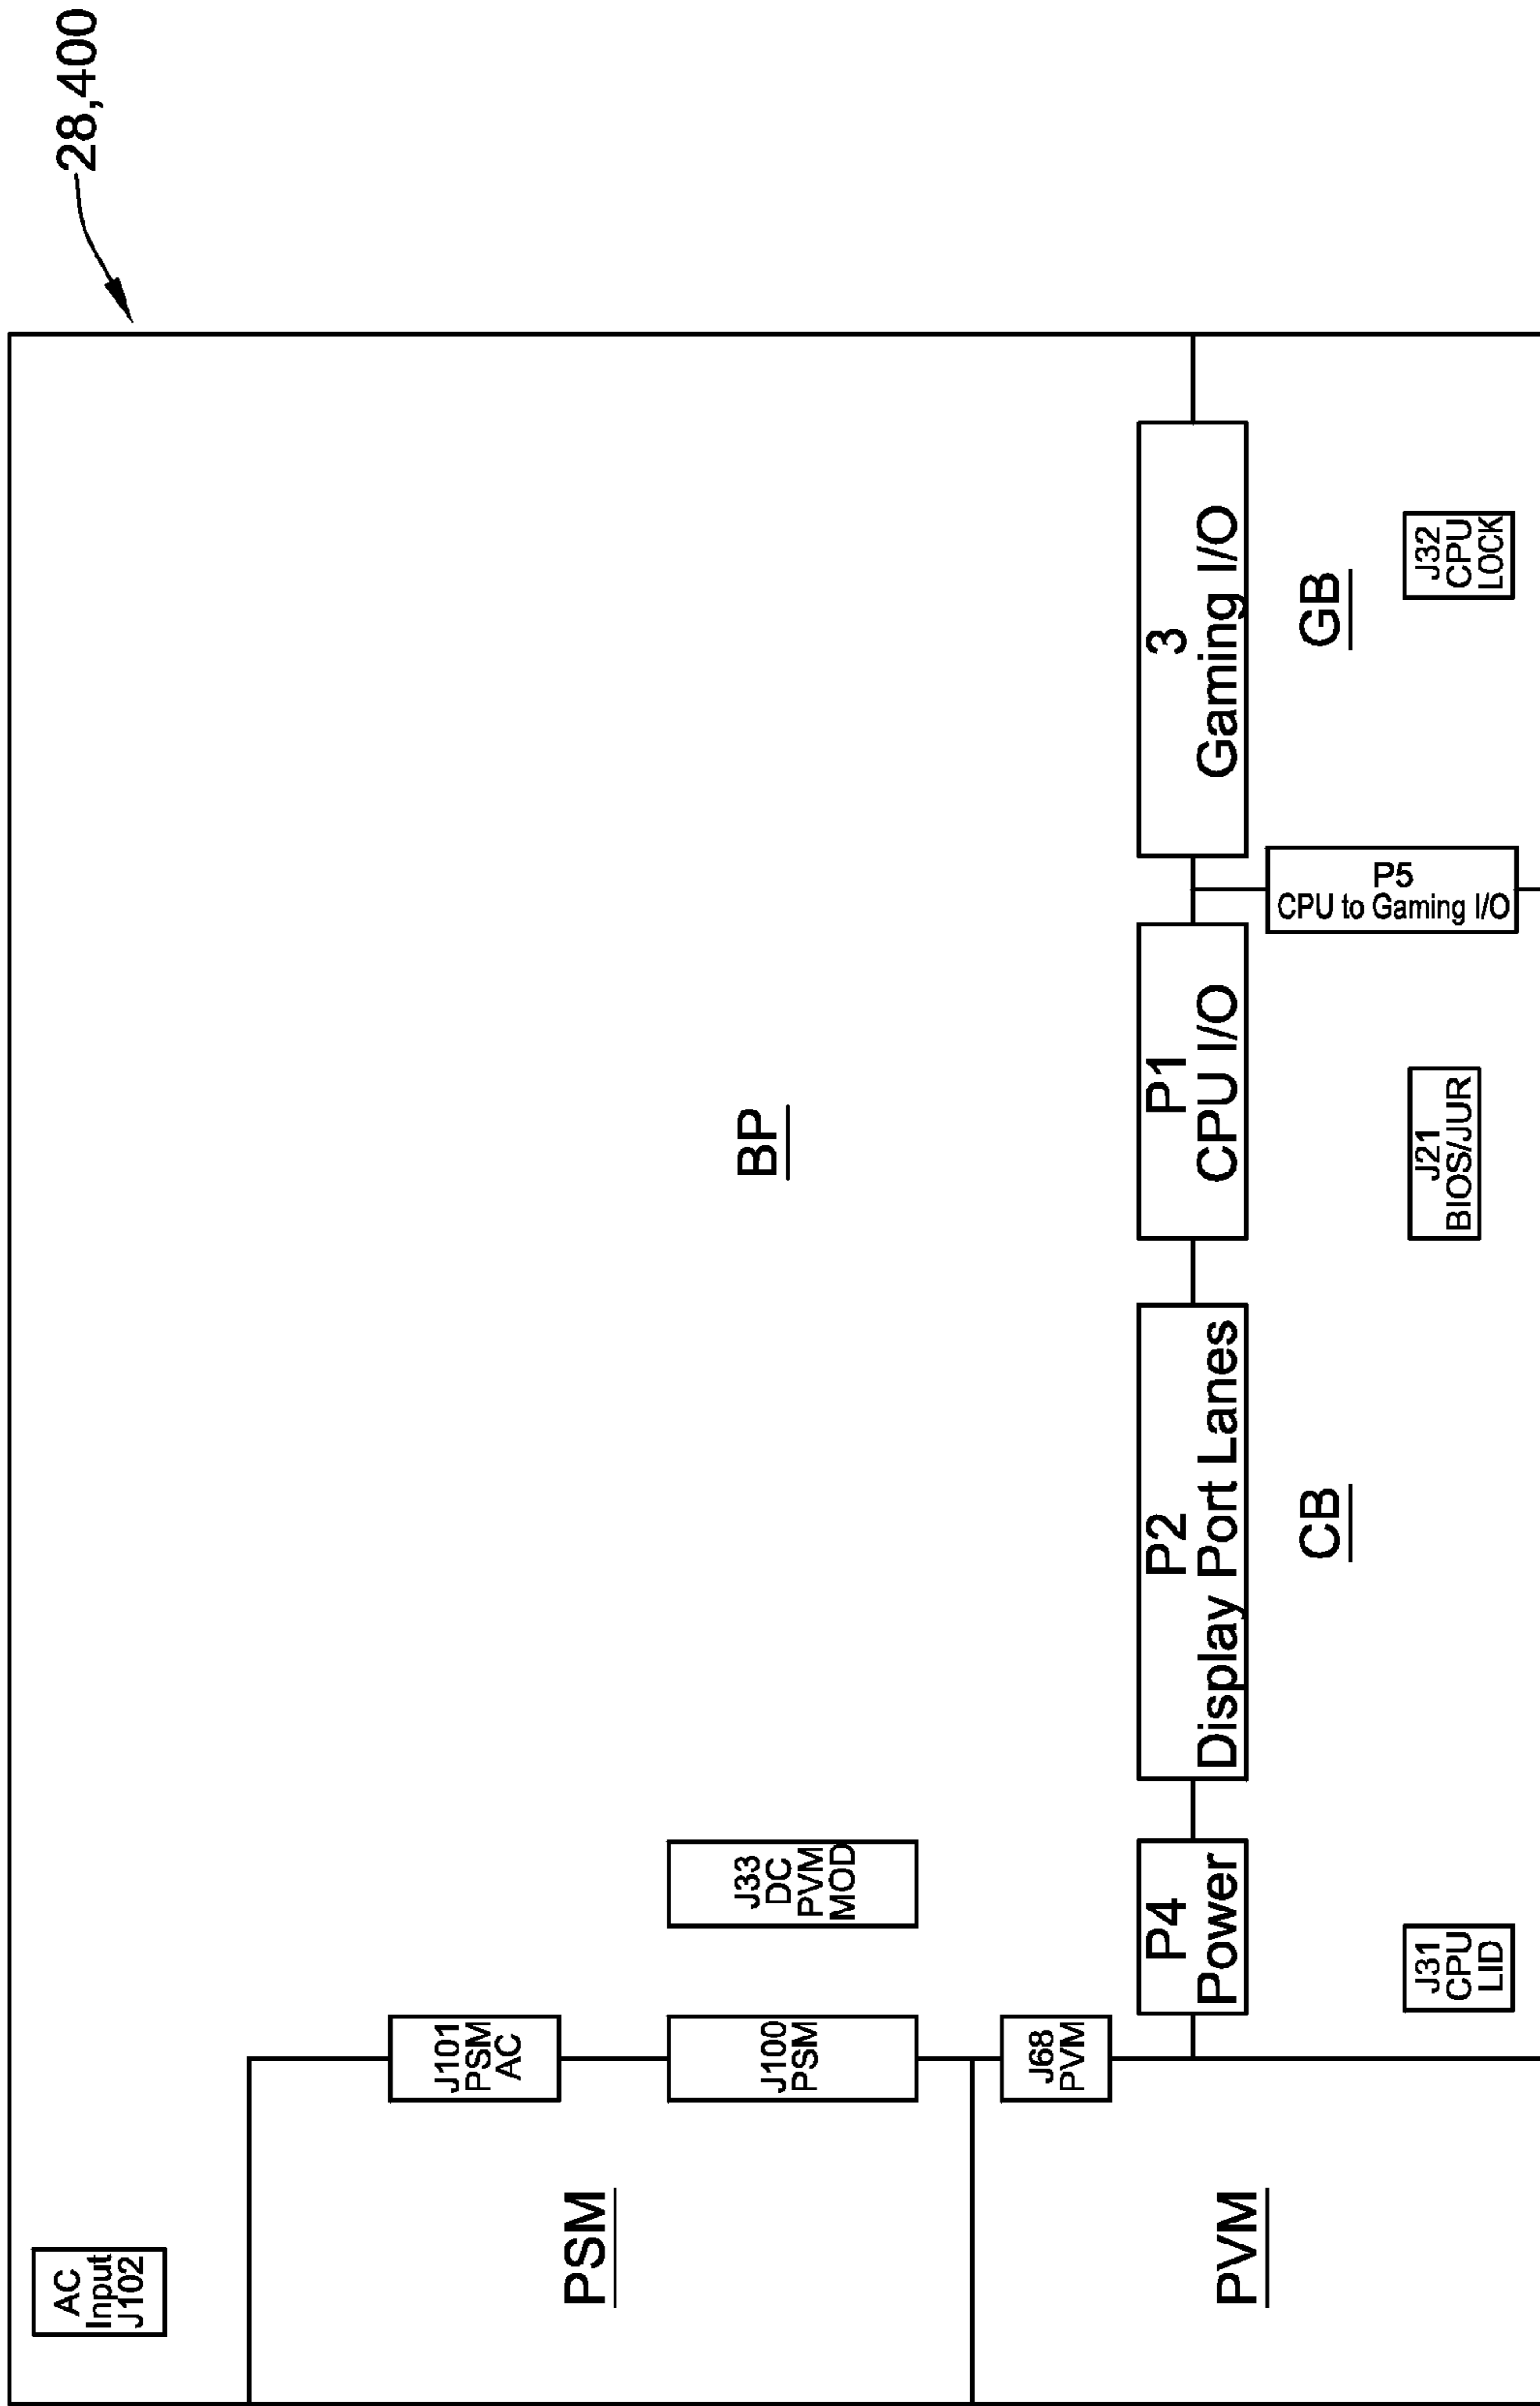 28,400
AC
Input
J102
J101
PSM
AC
J100
PSM
J33
DC
PVM
MOD
PSM
BP
J68
PVM
PVM
P4
Power
P2
Display Port Lanes
P1
CPU I/O
3
Gaming I/O
P5
CPU to Gaming I/O
CB
GB
J31
CPU
LID
J21
BIOS/JUR
J32
CPU
LOCK